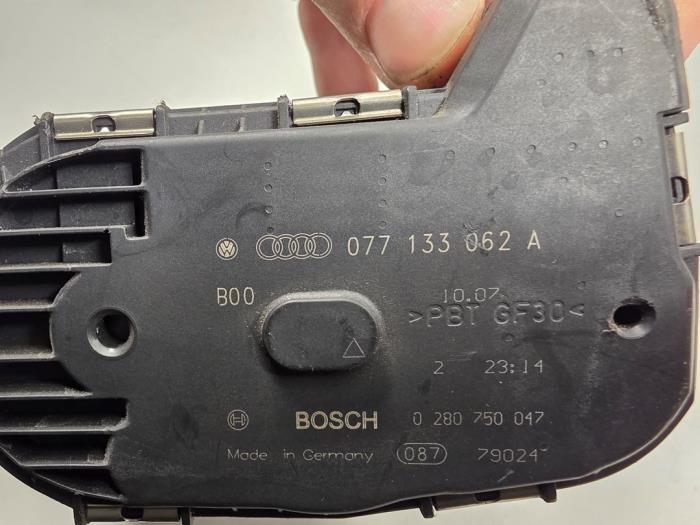 077 133 062 A
B00 10.07.
>PBT GF30<
2 23:14
BOSCH 0 280 750 047
Made in Germany 087 79024